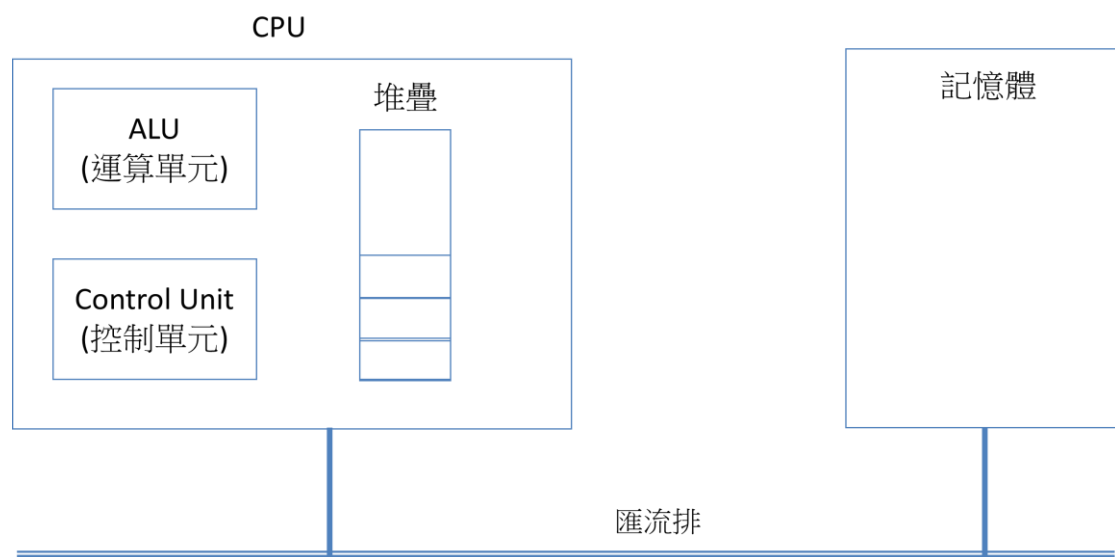 CPU
ALU
(運算單元)
堆疊
Control Unit
(控制單元)
記憶體
匯流排